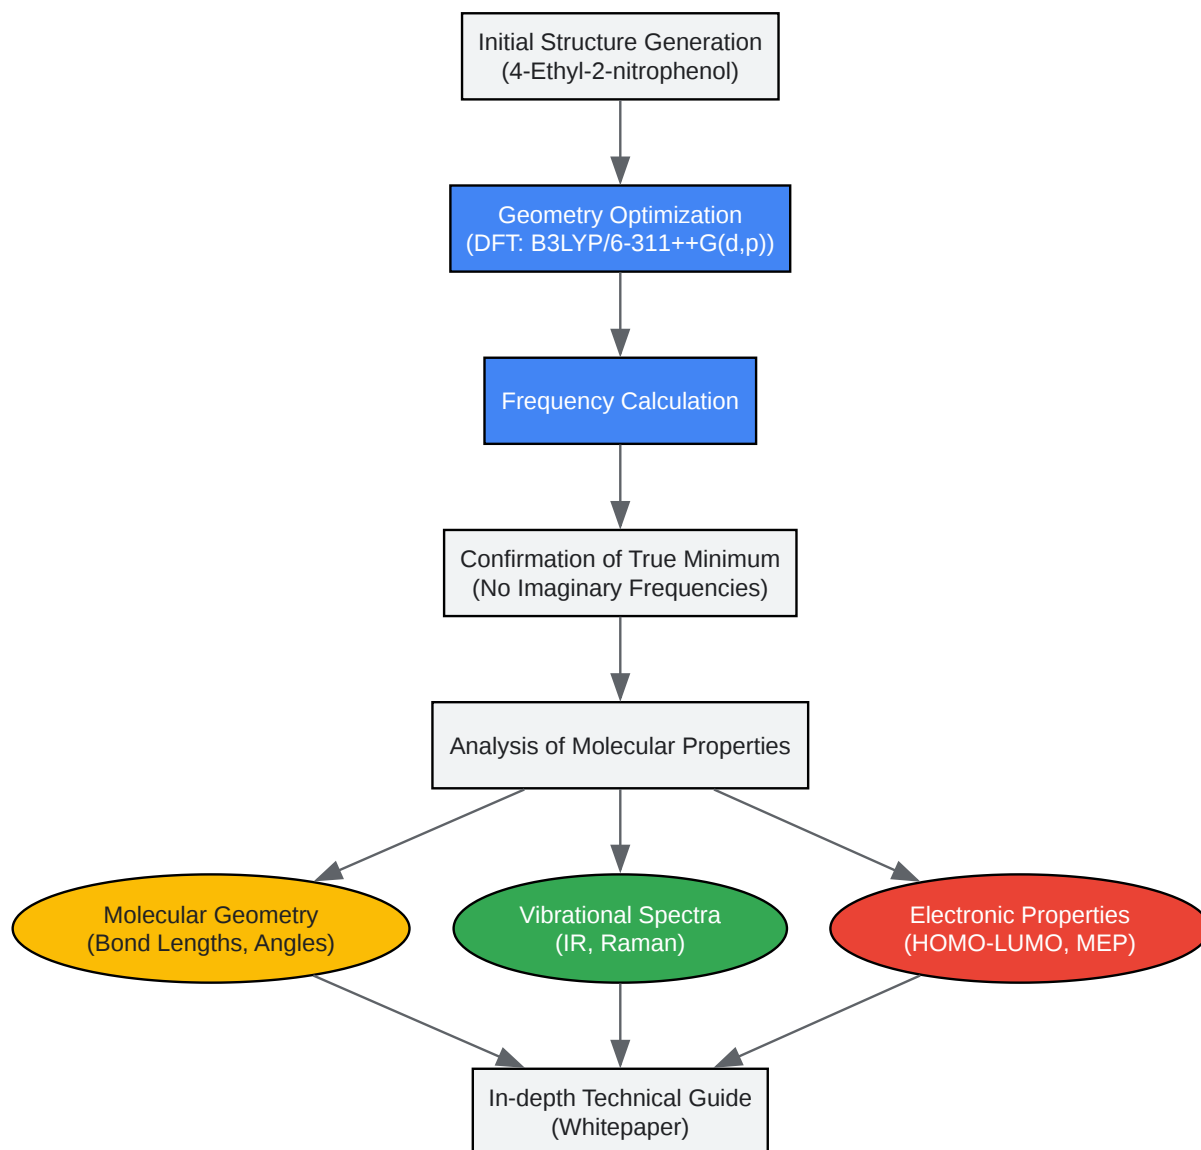 Initial Structure Generation
(4-Ethyl-2-nitrophenol)
Geometry Optimization
(DFT: B3LYP/6-311++G(d,p))
Frequency Calculation
Confirmation of True Minimum
(No Imaginary Frequencies)
Analysis of Molecular Properties
Molecular Geometry
(Bond Lengths, Angles)
Vibrational Spectra
(IR, Raman)
Electronic Properties
(HOMO-LUMO, MEP)
In-depth Technical Guide
(Whitepaper)